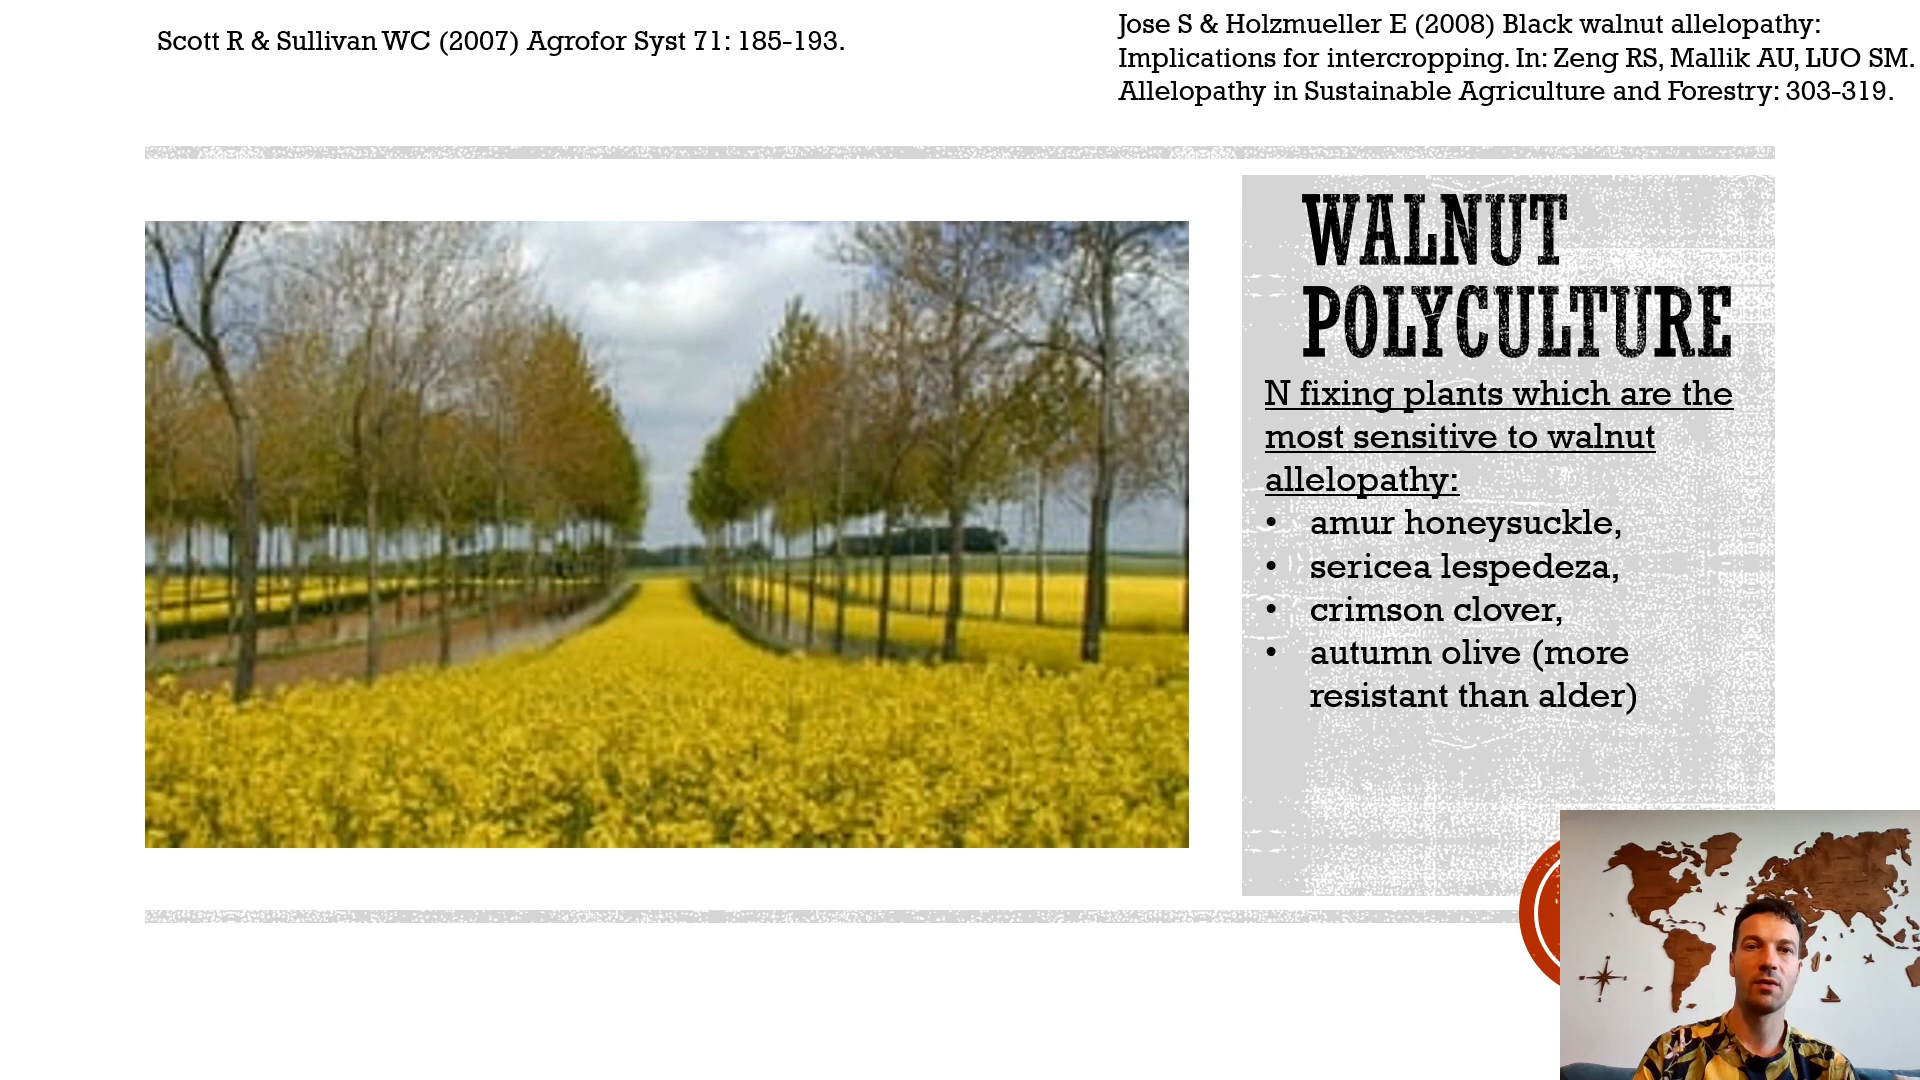 Scott R & Sullivan WC (2007) Agrofor Syst 71: 185-193.
Jose S & Holzmueller E (2008) Black walnut allelopathy:
Implications for intercropping. In: Zeng RS, Mallik AU, LUO SM.
Allelopathy in Sustainable Agriculture and Forestry: 303-319.
WALNUT
POLYCULTURE
N fixing plants which are the
most sensitive to walnut
allelopathy:
• amur honeysuckle,
• sericea lespedeza,
• crimson clover,
• autumn olive (more
resistant than alder)